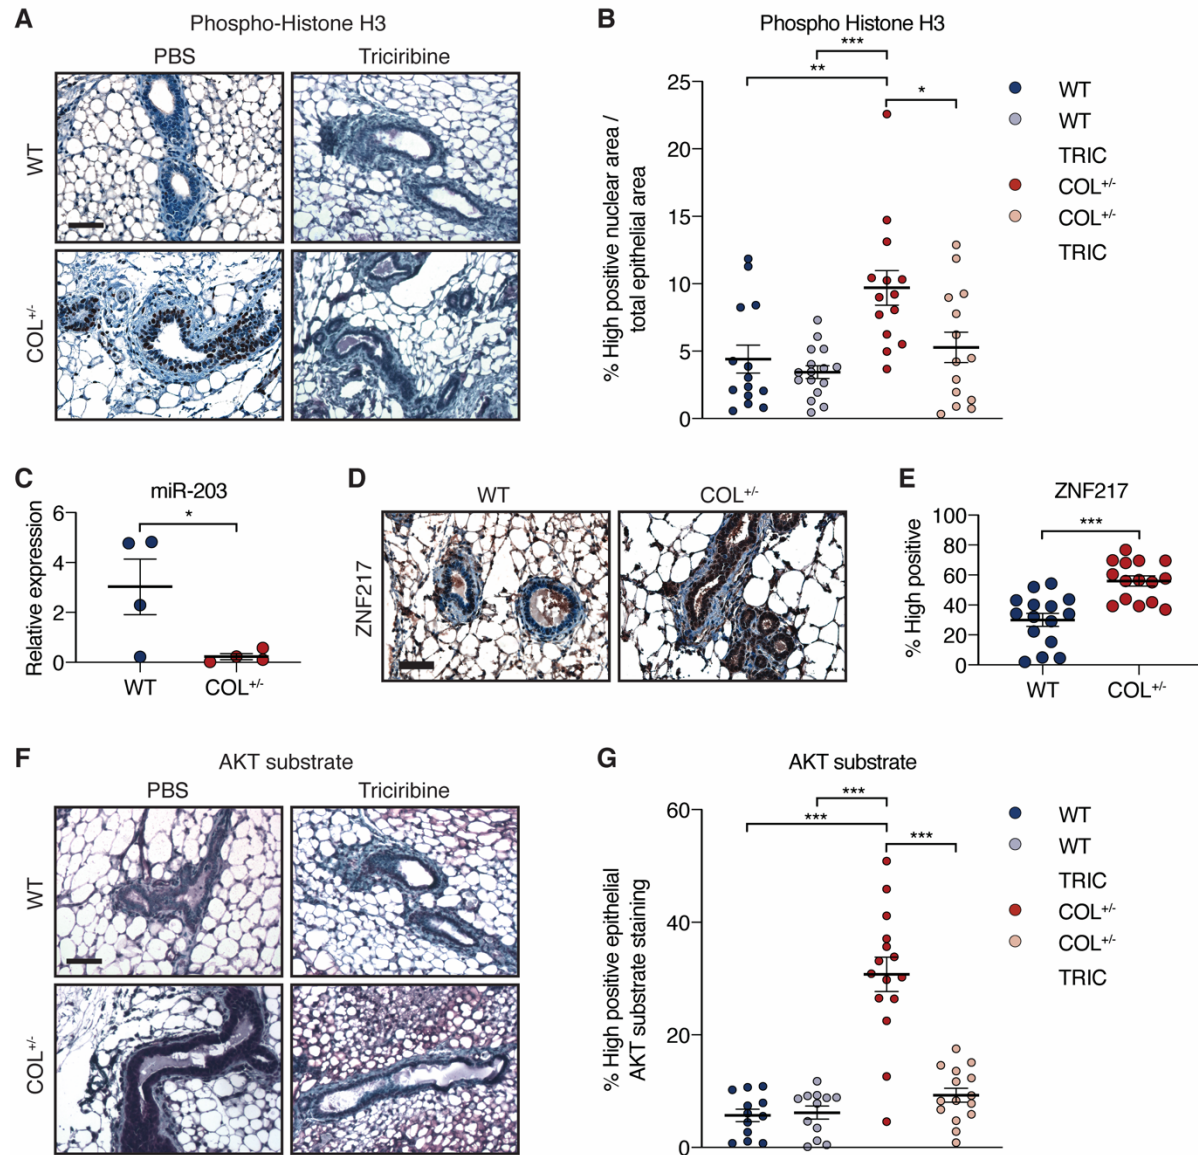 A
Phospho-Histone H3
PBS
Triciribine
WT
COL+/-
B
Phospho Histone H3
***
**
*
% High positive nuclear area /
total epithelial area
25
20
15
10
5
0
WT
WT
TRIC
COL+/-
COL+/-
TRIC
C
miR-203
*
Relative expression
6
4
2
0
WT
COL+/-
D
WT
COL+/-
ZNF217
E
ZNF217
***
% High positive
100
80
60
40
20
0
WT
COL+/-
F
AKT substrate
PBS
Triciribine
WT
COL+/-
G
AKT substrate
***
***
***
% High positive epithelial
AKT substrate staining
60
40
20
0
WT
WT
TRIC
COL+/-
COL+/-
TRIC